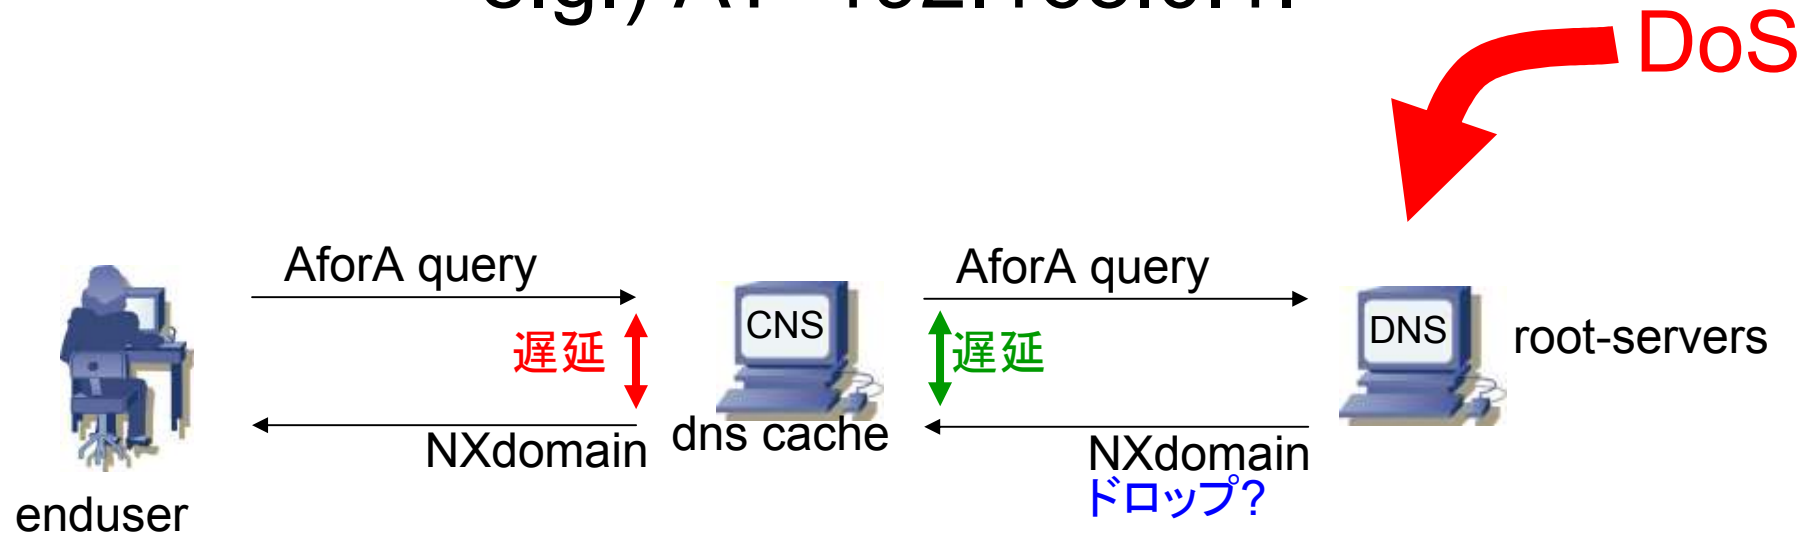 DoS
AforA query
AforA query
CNS
DNS
root-servers
遅延
遅延
NXdomain
dns cache
NXdomain
ドロップ?
enduser